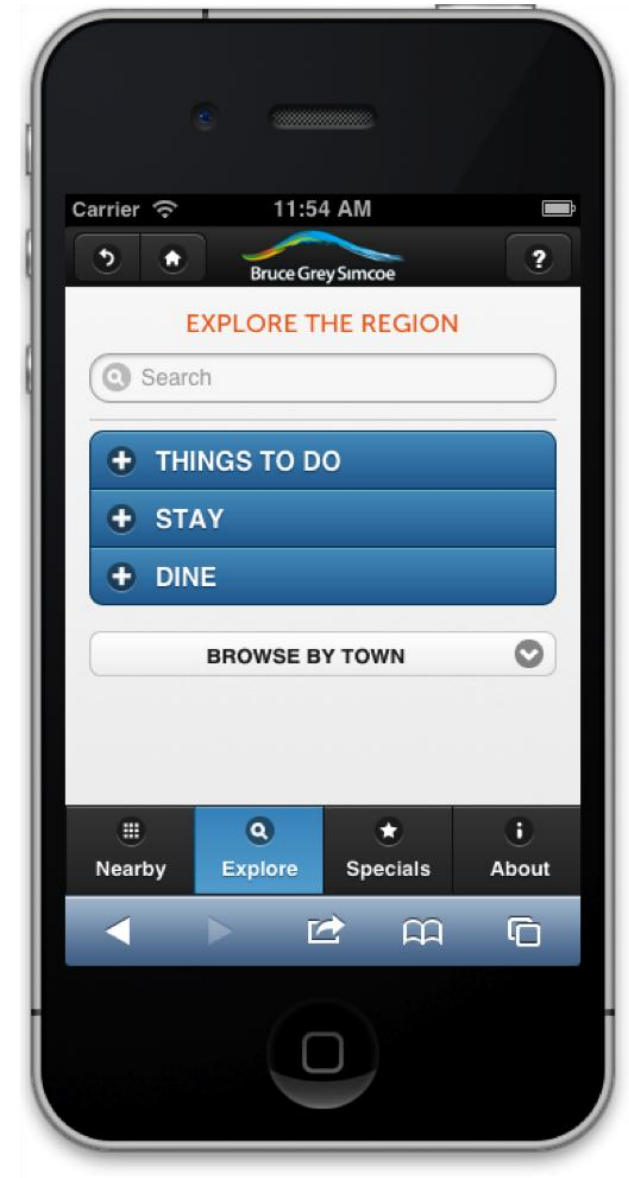 Carrier 11:54 AM
Bruce Grey Simcoe
EXPLORE THE REGION
Search
THINGS TO DO
STAY
DINE
BROWSE BY TOWN
Nearby Explore Specials About